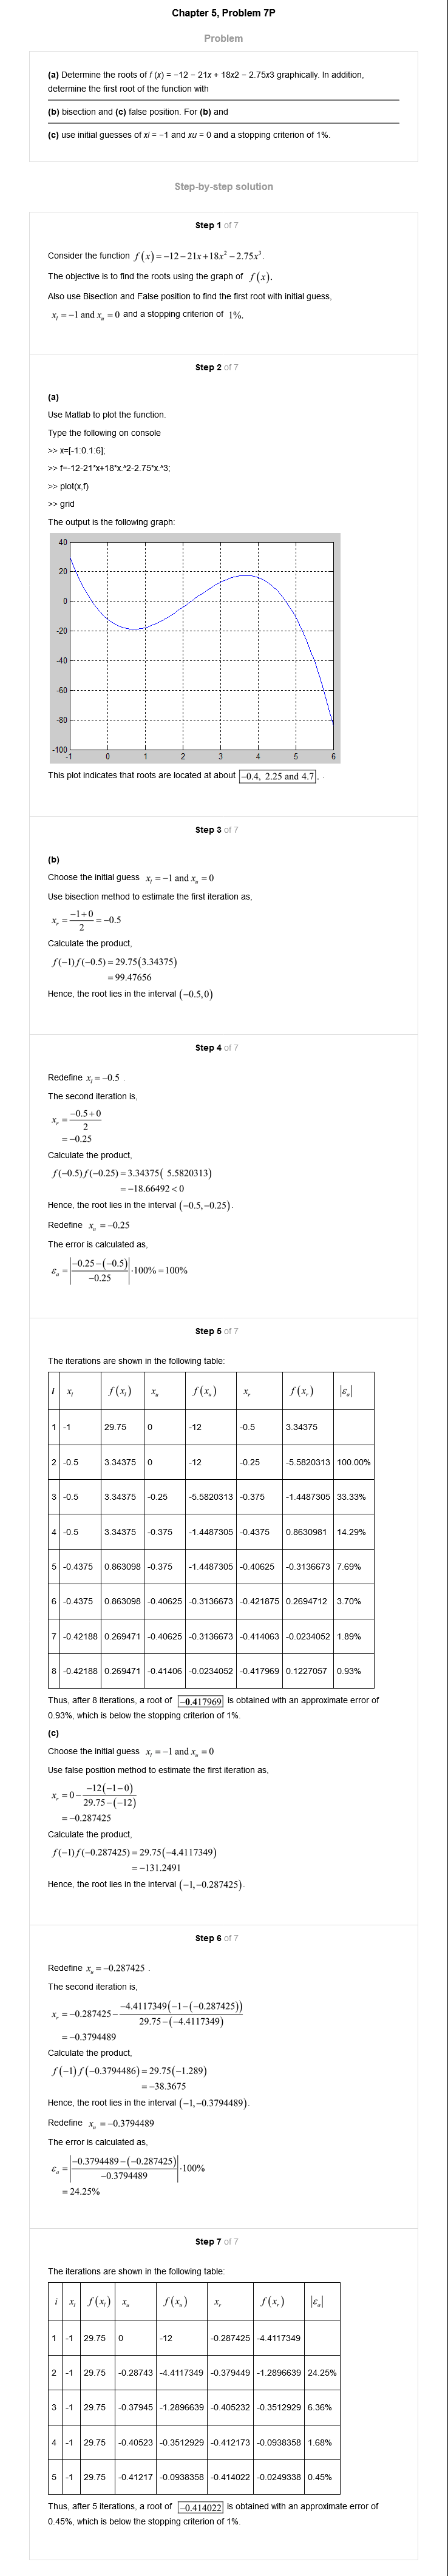 Chapter 5, Problem 7P
Problem
(a) Determine the roots of f (x) = −12 − 21x + 18x2 − 2.75x3 graphically. In addition,
determine the first root of the function with
(b) bisection and (c) false position. For (b) and
(c) use initial guesses of xl = −1 and xu = 0 and a stopping criterion of 1%.
Step-by-step solution
Step 1 of 7
Consider the function f(x) = −12−21x+18x²−2.75x³.
The objective is to find the roots using the graph of f(x).
Also use Bisection and False position to find the first root with initial guess,
x_l = −1 and x_u = 0 and a stopping criterion of 1%.
Step 2 of 7
(a)
Use Matlab to plot the function.
Type the following on console
>> x=[-1:0.1:6];
>> f=-12-21*x+18*x.^2-2.75*x.^3;
>> plot(x,f)
>> grid
The output is the following graph:
40
20
0
-20
-40
-60
-80
-100
-1 0 1 2 3 4 5 6
This plot indicates that roots are located at about −0.4, 2.25 and 4.7 . .
Step 3 of 7
(b)
Choose the initial guess x_l = −1 and x_u = 0
Use bisection method to estimate the first iteration as,
x_r = (−1+0)/2 = −0.5
Calculate the product,
f(−1)f(−0.5) = 29.75(3.34375)
= 99.47656
Hence, the root lies in the interval (−0.5,0)
Step 4 of 7
Redefine x_l = −0.5 .
The second iteration is,
x_r = (−0.5+0)/2
= −0.25
Calculate the product,
f(−0.5)f(−0.25) = 3.34375( 5.5820313)
= −18.66492 < 0
Hence, the root lies in the interval (−0.5,−0.25).
Redefine x_u = −0.25
The error is calculated as,
ε_a = |(−0.25−(−0.5))/−0.25|·100% = 100%
Step 5 of 7
The iterations are shown in the following table:
i x_l f(x_l) x_u f(x_u) x_r f(x_r) |ε_a|
1 -1 29.75 0 -12 -0.5 3.34375
2 -0.5 3.34375 0 -12 -0.25 -5.5820313 100.00%
3 -0.5 3.34375 -0.25 -5.5820313 -0.375 -1.4487305 33.33%
4 -0.5 3.34375 -0.375 -1.4487305 -0.4375 0.8630981 14.29%
5 -0.4375 0.863098 -0.375 -1.4487305 -0.40625 -0.3136673 7.69%
6 -0.4375 0.863098 -0.40625 -0.3136673 -0.421875 0.2694712 3.70%
7 -0.42188 0.269471 -0.40625 -0.3136673 -0.414063 -0.0234052 1.89%
8 -0.42188 0.269471 -0.41406 -0.0234052 -0.417969 0.1227057 0.93%
Thus, after 8 iterations, a root of −0.417969 is obtained with an approximate error of
0.93%, which is below the stopping criterion of 1%.
(c)
Choose the initial guess x_l = −1 and x_u = 0
Use false position method to estimate the first iteration as,
x_r = 0 − (−12(−1−0))/(29.75−(−12))
= −0.287425
Calculate the product,
f(−1)f(−0.287425) = 29.75(−4.4117349)
= −131.2491
Hence, the root lies in the interval (−1,−0.287425).
Step 6 of 7
Redefine x_u = −0.287425 .
The second iteration is,
x_r = −0.287425 − (−4.4117349(−1−(−0.287425)))/(29.75−(−4.4117349))
= −0.3794489
Calculate the product,
f(−1)f(−0.3794486) = 29.75(−1.289)
= −38.3675
Hence, the root lies in the interval (−1,−0.3794489).
Redefine x_u = −0.3794489
The error is calculated as,
ε_a = |(−0.3794489−(−0.287425))/−0.3794489|·100%
= 24.25%
Step 7 of 7
The iterations are shown in the following table:
i x_l f(x_l) x_u f(x_u) x_r f(x_r) |ε_a|
1 -1 29.75 0 -12 -0.287425 -4.4117349
2 -1 29.75 -0.28743 -4.4117349 -0.379449 -1.2896639 24.25%
3 -1 29.75 -0.37945 -1.2896639 -0.405232 -0.3512929 6.36%
4 -1 29.75 -0.40523 -0.3512929 -0.412173 -0.0938358 1.68%
5 -1 29.75 -0.41217 -0.0938358 -0.414022 -0.0249338 0.45%
Thus, after 5 iterations, a root of −0.414022 is obtained with an approximate error of
0.45%, which is below the stopping criterion of 1%.